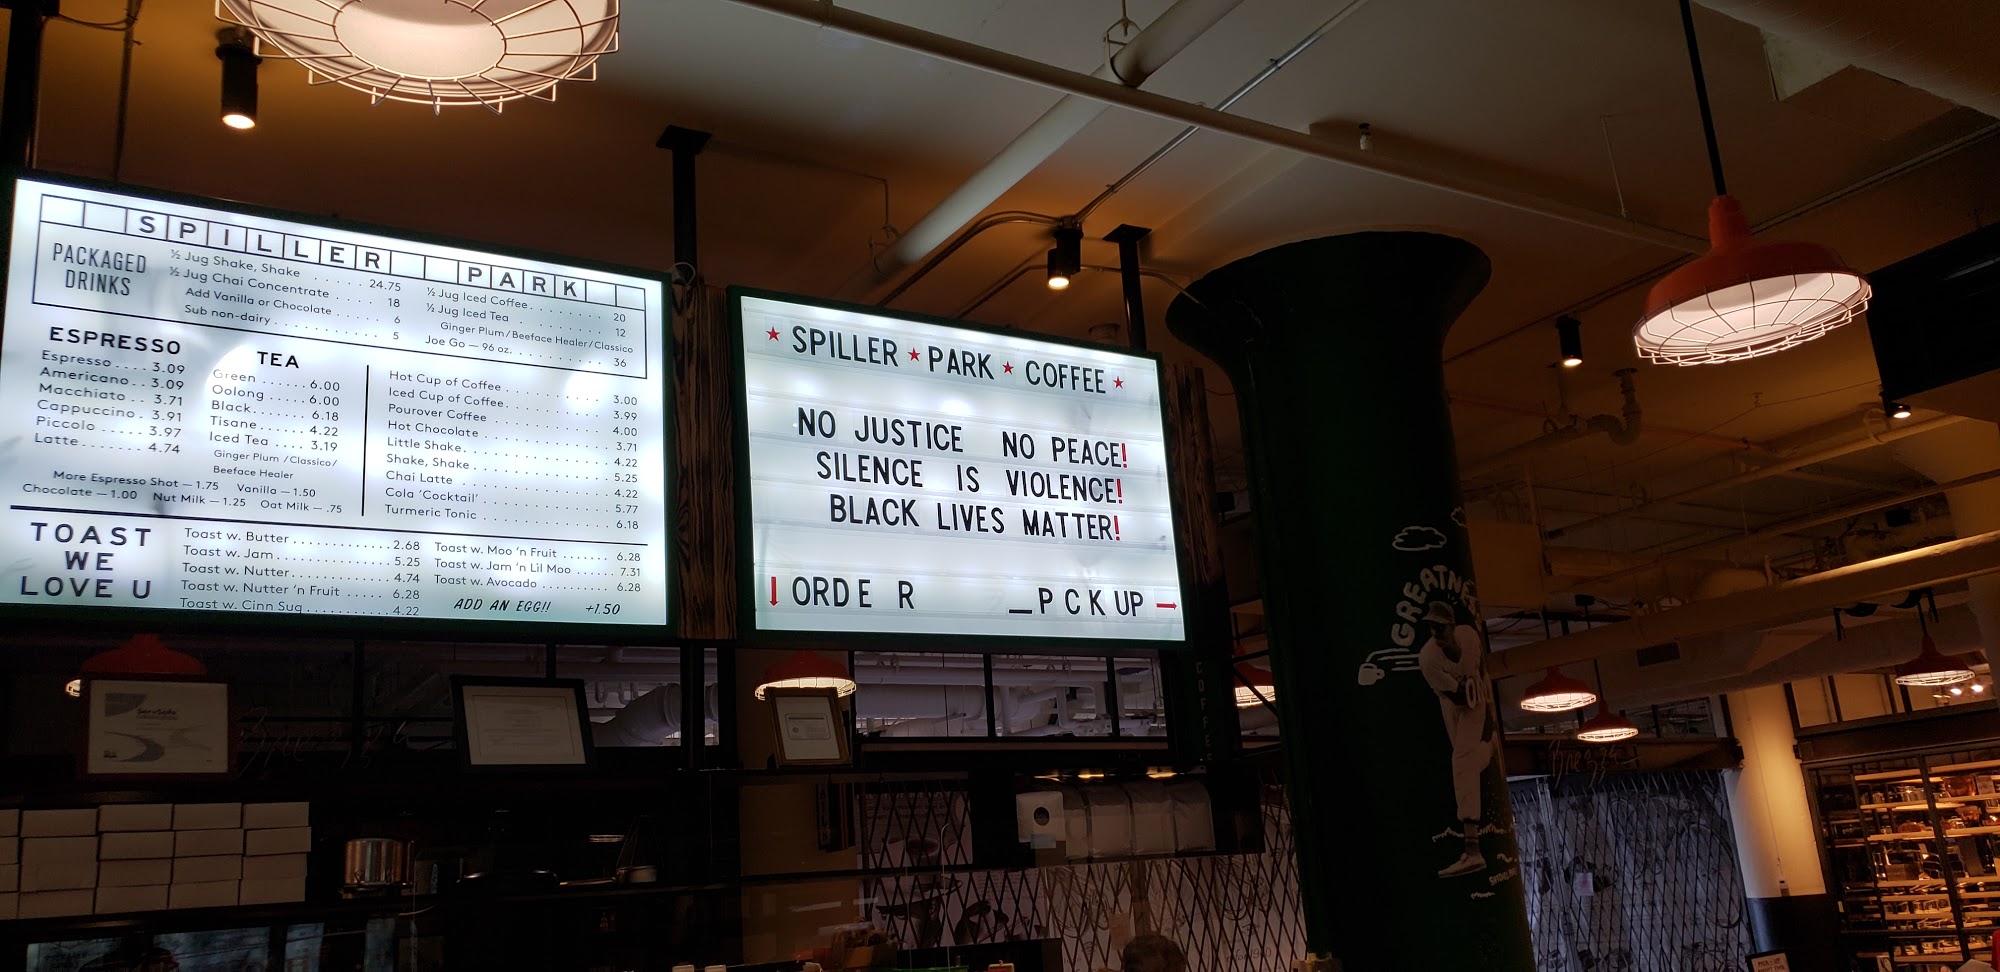 SPILLER PARK
PACKAGED
DRINKS
½ Jug Shake, Shake ..... 24.75
½ Jug Chai Concentrate ..... 18
Add Vanilla or Chocolate ..... 6
Sub non-dairy ..... 5
½ Jug Iced Coffee ..... 20
½ Jug Iced Tea ..... 12
Ginger Plum/Beeface Healer/Classico
Joe Go — 96 oz. ..... 36
ESPRESSO
Espresso .... 3.09
Americano .. 3.09
Macchiato .. 3.71
Cappuccino . 3.91
Piccolo ..... 3.97
Latte ....... 4.74
TEA
Green ...... 6.00
Oolong ..... 6.00
Black....... 6.18
Tisane ...... 4.22
Iced Tea .... 3.19
Ginger Plum /Classico/
Beeface Healer
More Espresso Shot — 1.75 Vanilla — 1.50
Chocolate — 1.00 Nut Milk — 1.25 Oat Milk — .75
Hot Cup of Coffee ..... 3.00
Iced Cup of Coffee ..... 3.99
Pourover Coffee ..... 4.00
Hot Chocolate ..... 3.71
Little Shake ..... 4.22
Shake, Shake ..... 5.25
Chai Latte ..... 4.22
Cola 'Cocktail' ..... 5.77
Turmeric Tonic ..... 6.18
TOAST
WE
LOVE U
Toast w. Butter ..... 2.68
Toast w. Jam ..... 5.25
Toast w. Nutter ..... 4.74
Toast w. Nutter 'n Fruit ..... 6.28
Toast w. Cinn Sug ..... 4.22
Toast w. Moo 'n Fruit ..... 6.28
Toast w. Jam 'n Lil Moo ..... 7.31
Toast w. Avocado ..... 6.28
ADD AN EGG!! +1.50
★ SPILLER ★ PARK ★ COFFEE ★
NO JUSTICE NO PEACE!
SILENCE IS VIOLENCE!
BLACK LIVES MATTER!
ORDE R _P C K UP
ServSafe
COFFEE